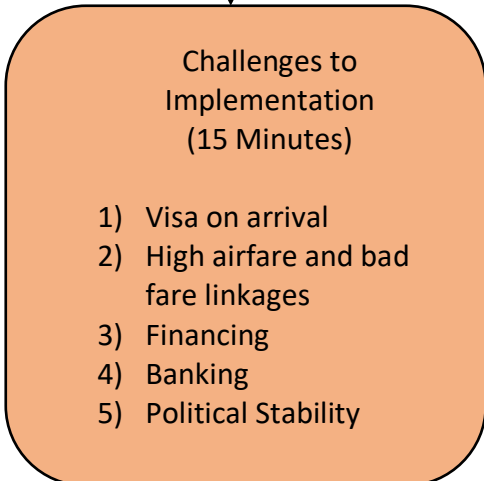 Challenges to
Implementation
(15 Minutes)
1) Visa on arrival
2) High airfare and bad
fare linkages
3) Financing
4) Banking
5) Political Stability